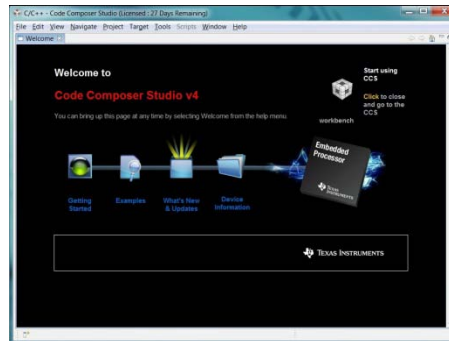 C/C++ - Code Composer Studio (Licensed : 27 Days Remaining)
File Edit View Navigate Project Target Tools Scripts Window Help
Welcome
Welcome to
Code Composer Studio v4
You can bring up this page at any time by selecting Welcome from the help menu
Start using
CCS
Click to close
and go to the
CCS
workbench
Embedded
Processor
TEXAS
INSTRUMENTS
Getting
Started
Examples
What's New
& Updates
Device
Information
TEXAS INSTRUMENTS